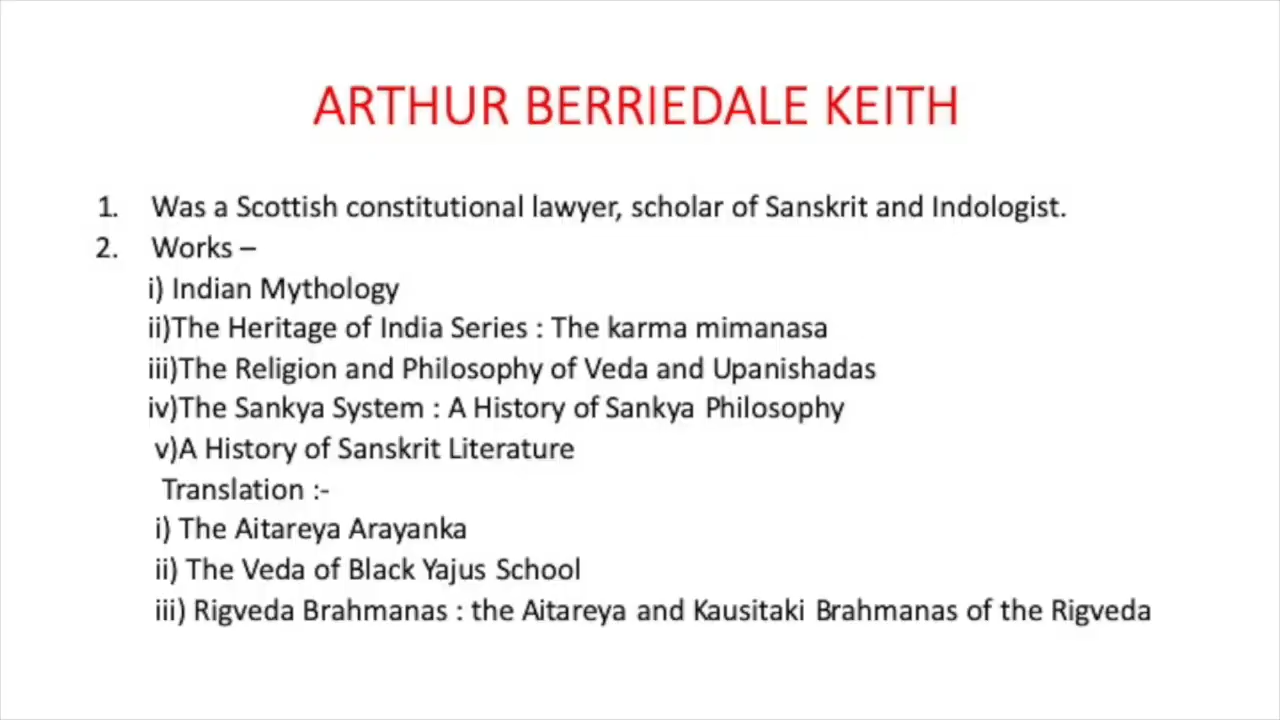 ARTHUR BERRIEDALE KEITH
1. Was a Scottish constitutional lawyer, scholar of Sanskrit and Indologist.
2. Works –
i) Indian Mythology
ii)The Heritage of India Series : The karma mimanasa
iii)The Religion and Philosophy of Veda and Upanishadas
iv)The Sankya System : A History of Sankya Philosophy
v)A History of Sanskrit Literature
Translation :-
i) The Aitareya Arayanka
ii) The Veda of Black Yajus School
iii) Rigveda Brahmanas : the Aitareya and Kausitaki Brahmanas of the Rigveda